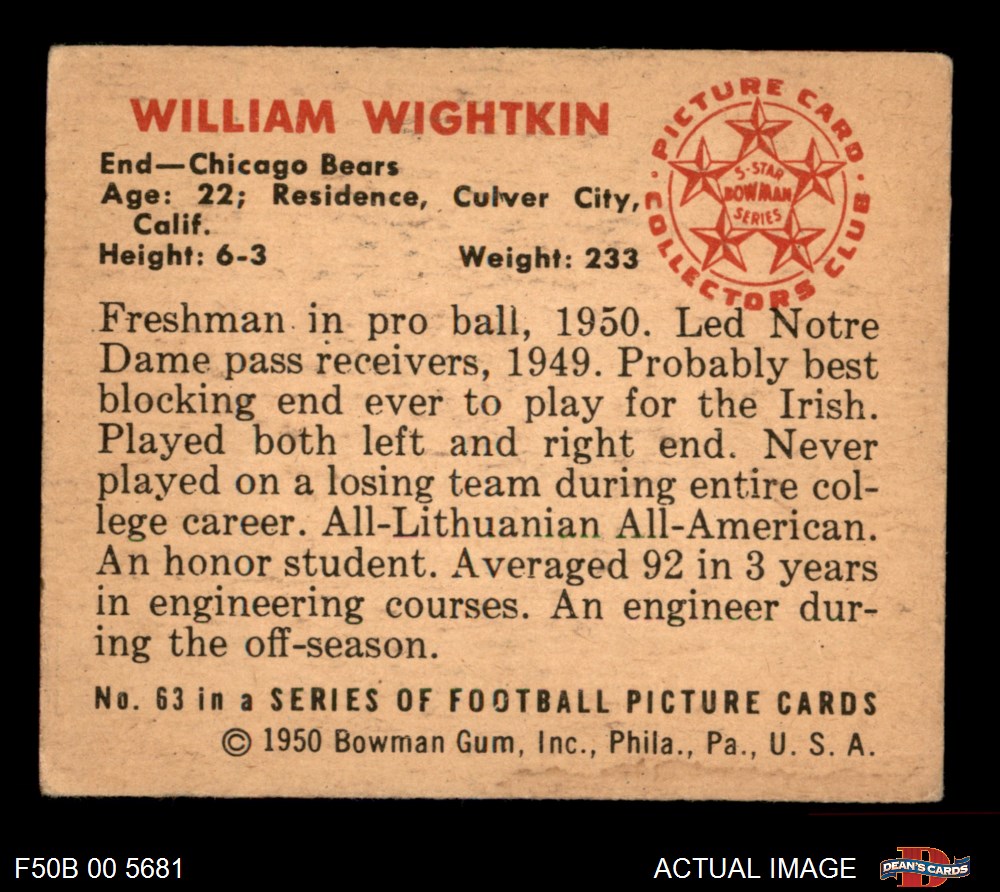 WILLIAM WIGHTKIN
End—Chicago Bears
Age: 22; Residence, Culver City,
Calif.
Height: 6-3 Weight: 233
PICTURE CARD
COLLECTORS CLUB
5-STAR
BOWMAN
SERIES
Freshman in pro ball, 1950. Led Notre
Dame pass receivers, 1949. Probably best
blocking end ever to play for the Irish.
Played both left and right end. Never
played on a losing team during entire col-
lege career. All-Lithuanian All-American.
An honor student. Averaged 92 in 3 years
in engineering courses. An engineer dur-
ing the off-season.
No. 63 in a SERIES OF FOOTBALL PICTURE CARDS
© 1950 Bowman Gum, Inc., Phila., Pa., U. S. A.
F50B 00 5681
ACTUAL IMAGE
D
DEAN'S CARDS